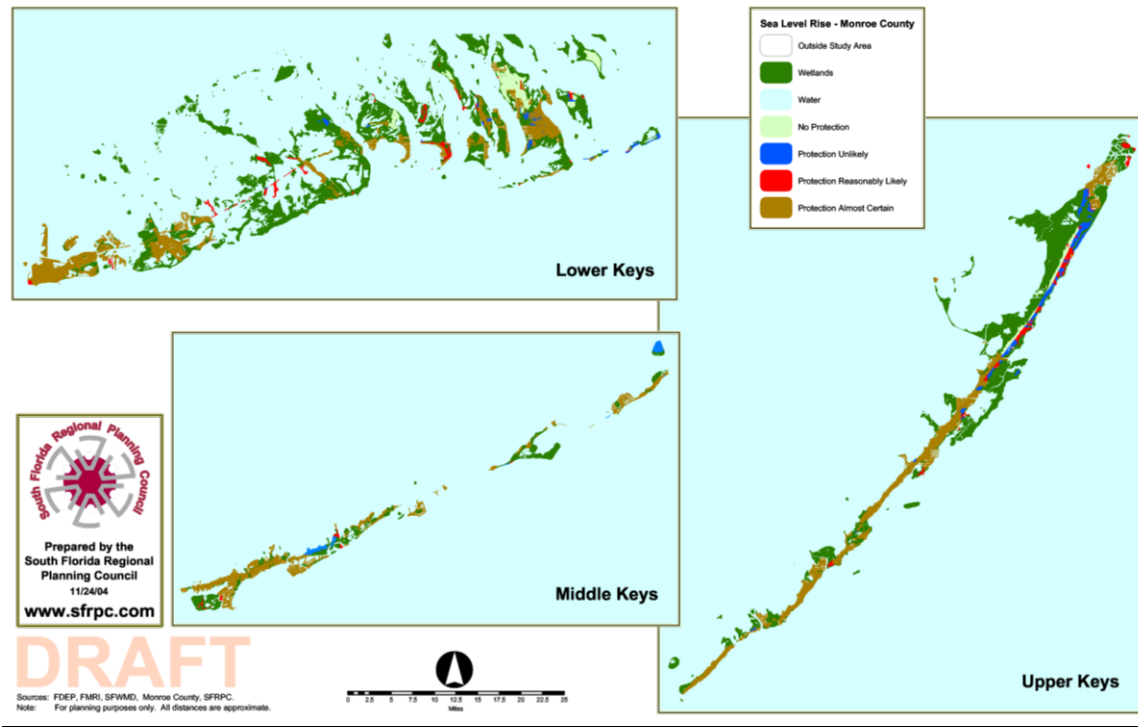 Sea Level Rise - Monroe County
Outside Study Area
Wetlands
Water
No Protection
Protection Unlikely
Protection Reasonably Likely
Protection Almost Certain
Lower Keys
Middle Keys
Upper Keys
South Florida Regional Planning Council
Prepared by the
South Florida Regional
Planning Council
11/24/04
www.sfrpc.com
DRAFT
Sources: FDEP, FMRI, SFWMD, Monroe County, SFRPC.
Note: For planning purposes only. All distances are approximate.
0 2.5 5 7.5 10 12.5 15 17.5 20 22.5 25
Miles